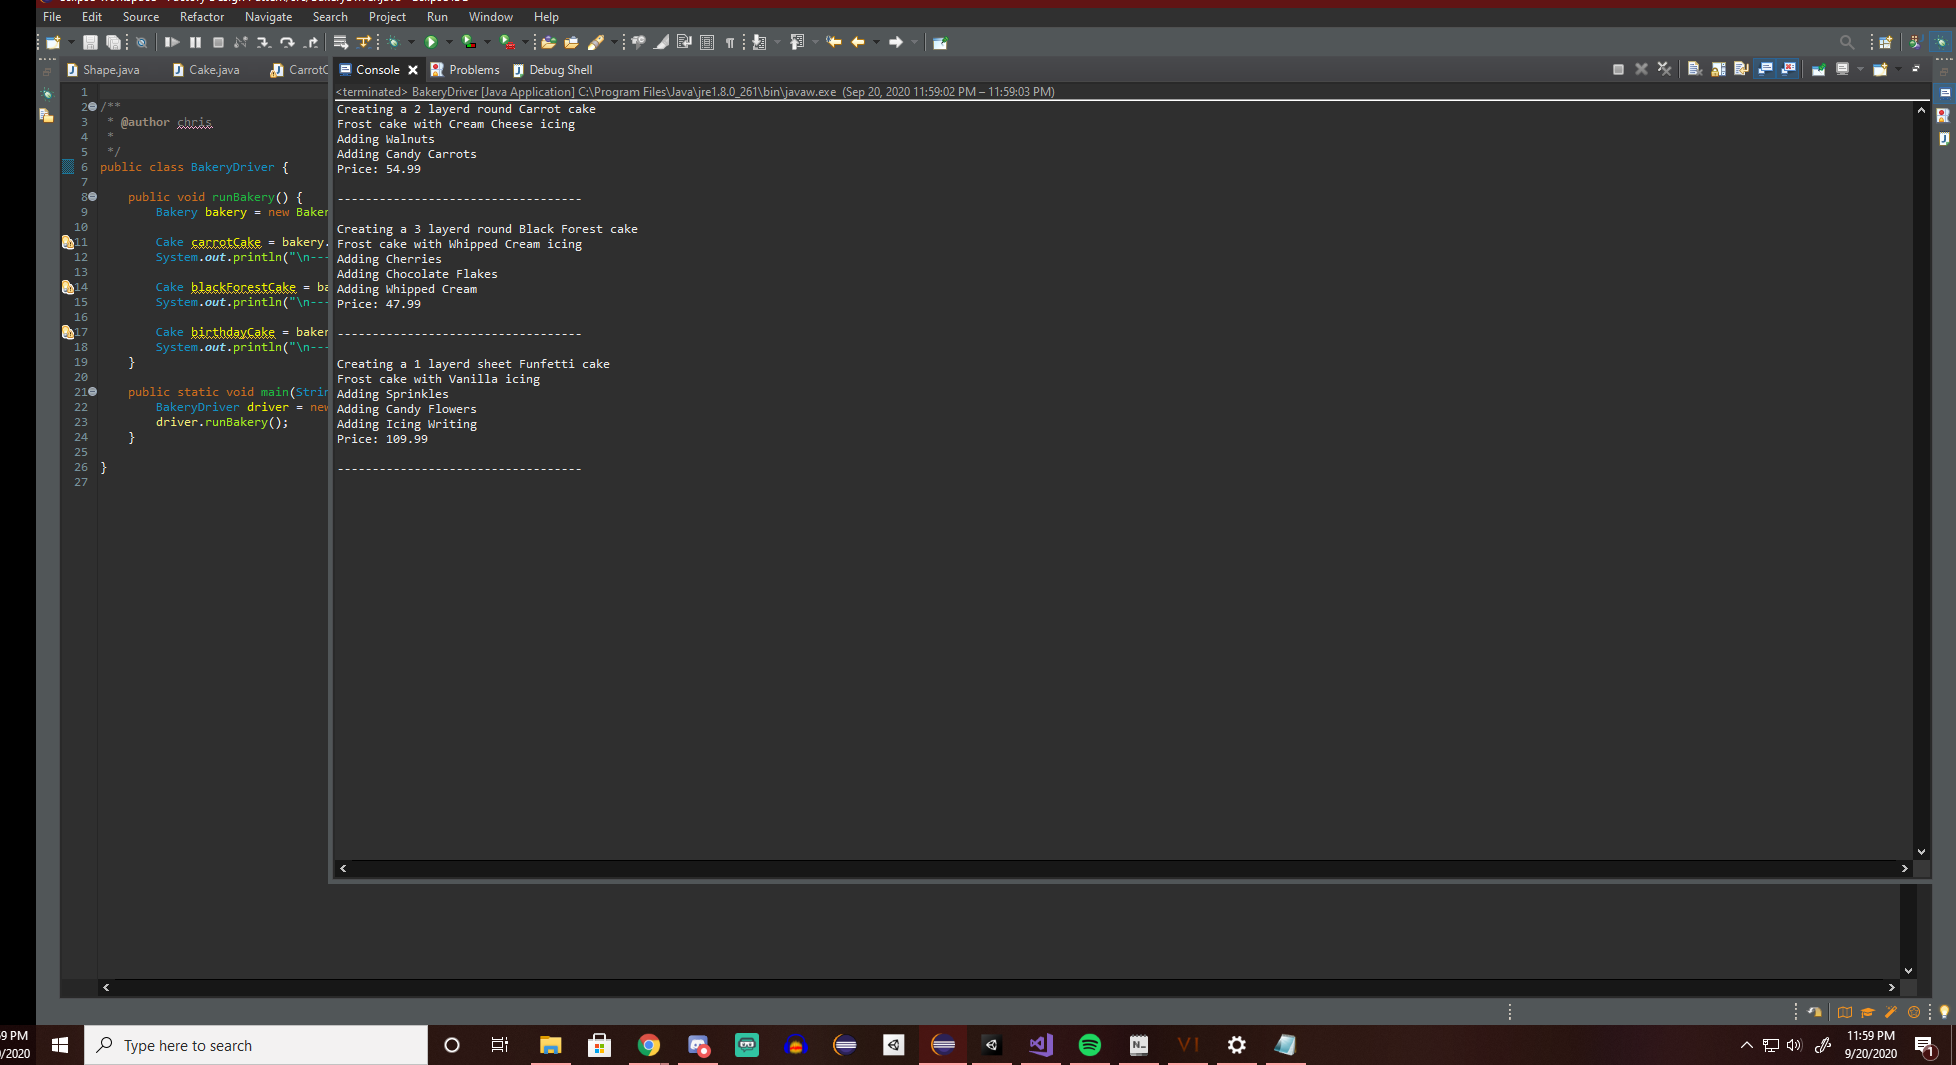 File Edit Source Refactor Navigate Search Project Run Window Help
Shape.java Cake.java CarrotC
Console Problems Debug Shell
<terminated> BakeryDriver [Java Application] C:\Program Files\Java\jre1.8.0_261\bin\javaw.exe (Sep 20, 2020 11:59:02 PM – 11:59:03 PM)
1
2 /**
3 * @author chris
4 *
5 */
6 public class BakeryDriver {
7
8 public void runBakery() {
9 Bakery bakery = new Baker
10
11 Cake carrotCake = bakery.
12 System.out.println("\n---
13
14 Cake blackForestCake = ba
15 System.out.println("\n---
16
17 Cake birthdayCake = baker
18 System.out.println("\n---
19 }
20
21 public static void main(Strin
22 BakeryDriver driver = new
23 driver.runBakery();
24 }
25
26 }
27
Creating a 2 layerd round Carrot cake
Frost cake with Cream Cheese icing
Adding Walnuts
Adding Candy Carrots
Price: 54.99
-----------------------------------
Creating a 3 layerd round Black Forest cake
Frost cake with Whipped Cream icing
Adding Cherries
Adding Chocolate Flakes
Adding Whipped Cream
Price: 47.99
-----------------------------------
Creating a 1 layerd sheet Funfetti cake
Frost cake with Vanilla icing
Adding Sprinkles
Adding Candy Flowers
Adding Icing Writing
Price: 109.99
-----------------------------------
9 PM
/2020
Type here to search
N
VI
11:59 PM
9/20/2020
1